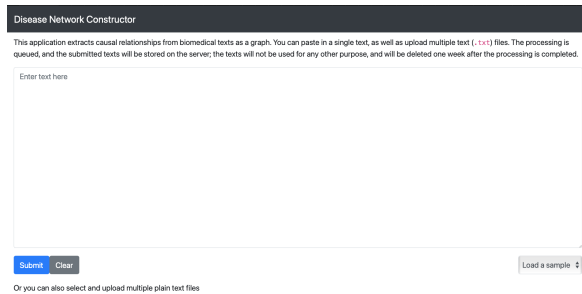 Disease Network Constructor
This application extracts causal relationships from biomedical texts as a graph. You can paste in a single text, as well as upload multiple text (.txt) files. The processing is
queued, and the submitted texts will be stored on the server; the texts will not be used for any other purpose, and will be deleted one week after the processing is completed.
Enter text here
Submit Clear Load a sample
Or you can also select and upload multiple plain text files